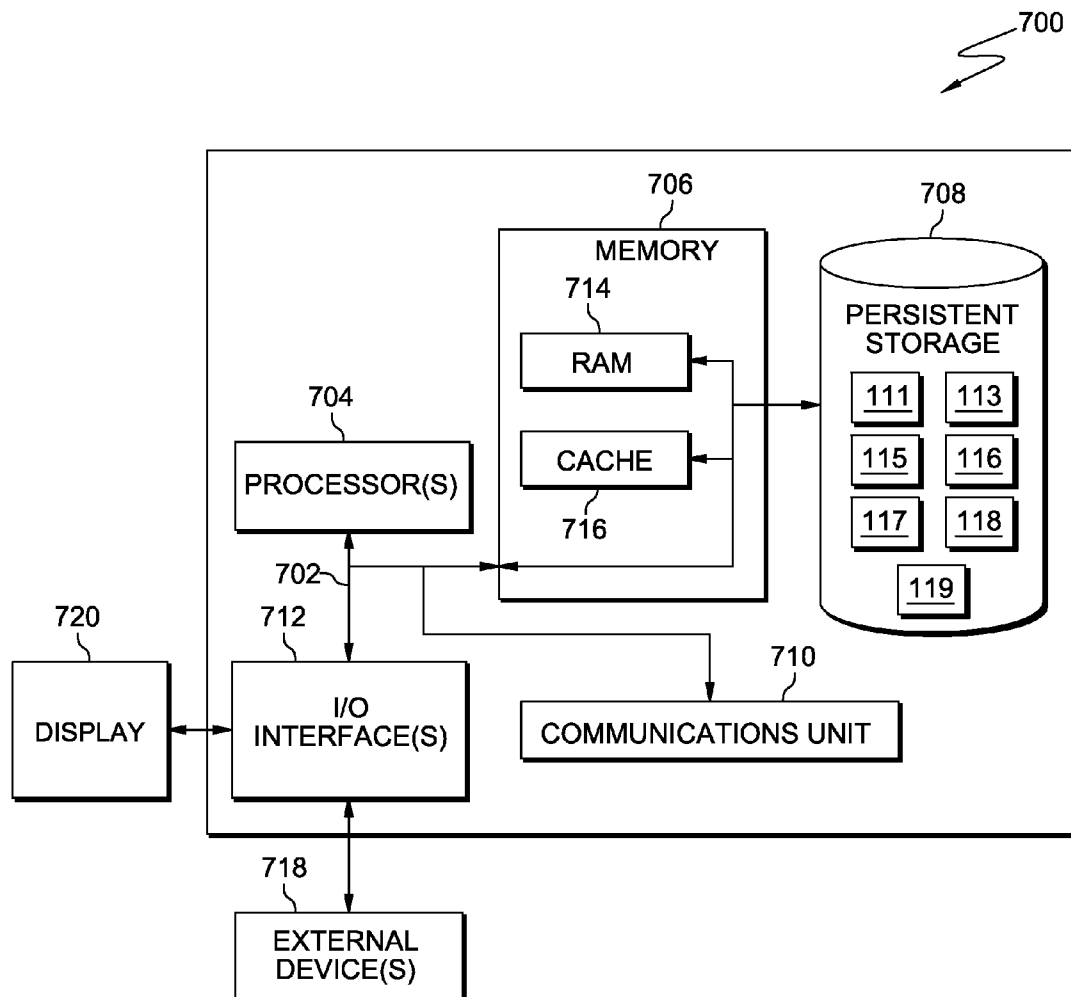 700
706
708
MEMORY
714
RAM
PERSISTENT
STORAGE
111
113
704
PROCESSOR(S)
CACHE
716
115
116
117
118
702
119
720
712
710
DISPLAY
I/O
INTERFACE(S)
COMMUNICATIONS UNIT
718
EXTERNAL
DEVICE(S)